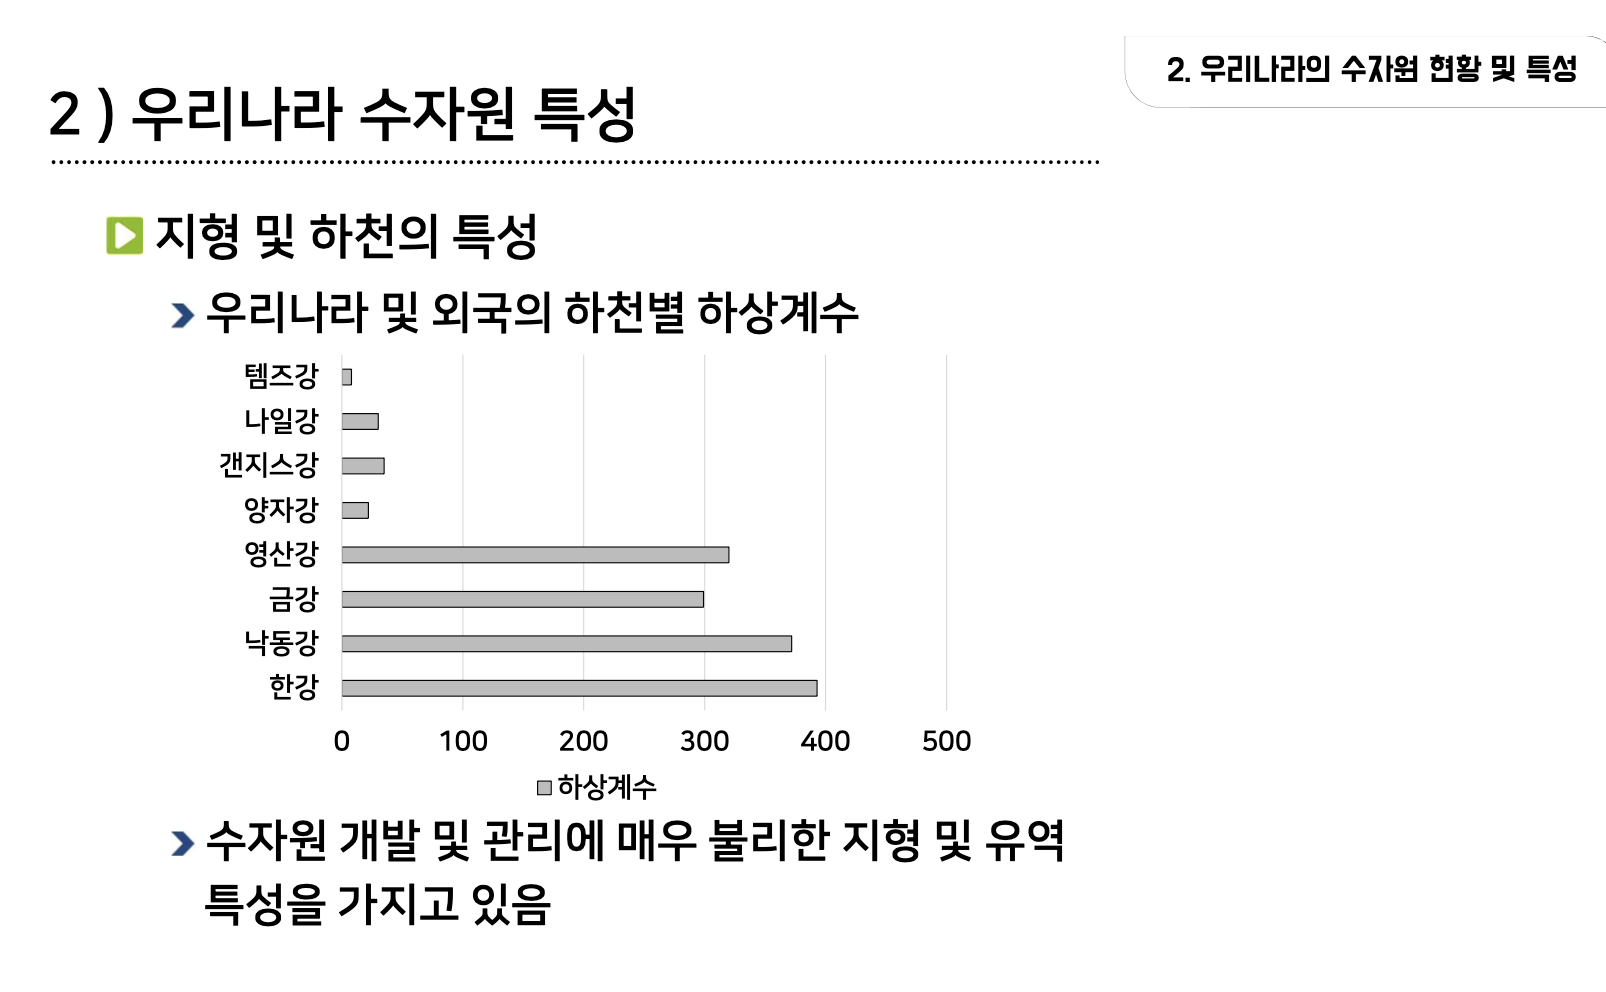 2. 우리나라의 수자원 현황 및 특성
2 ) 우리나라 수자원 특성
지형 및 하천의 특성
우리나라 및 외국의 하천별 하상계수
템즈강
나일강
갠지스강
양자강
영산강
금강
낙동강
한강
0 100 200 300 400 500
하상계수
수자원 개발 및 관리에 매우 불리한 지형 및 유역
특성을 가지고 있음